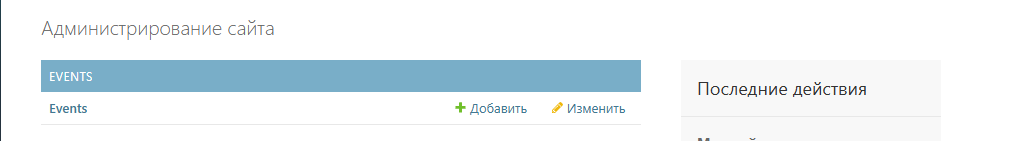 Администрирование сайта
EVENTS
Events
Добавить
Изменить
Последние действия